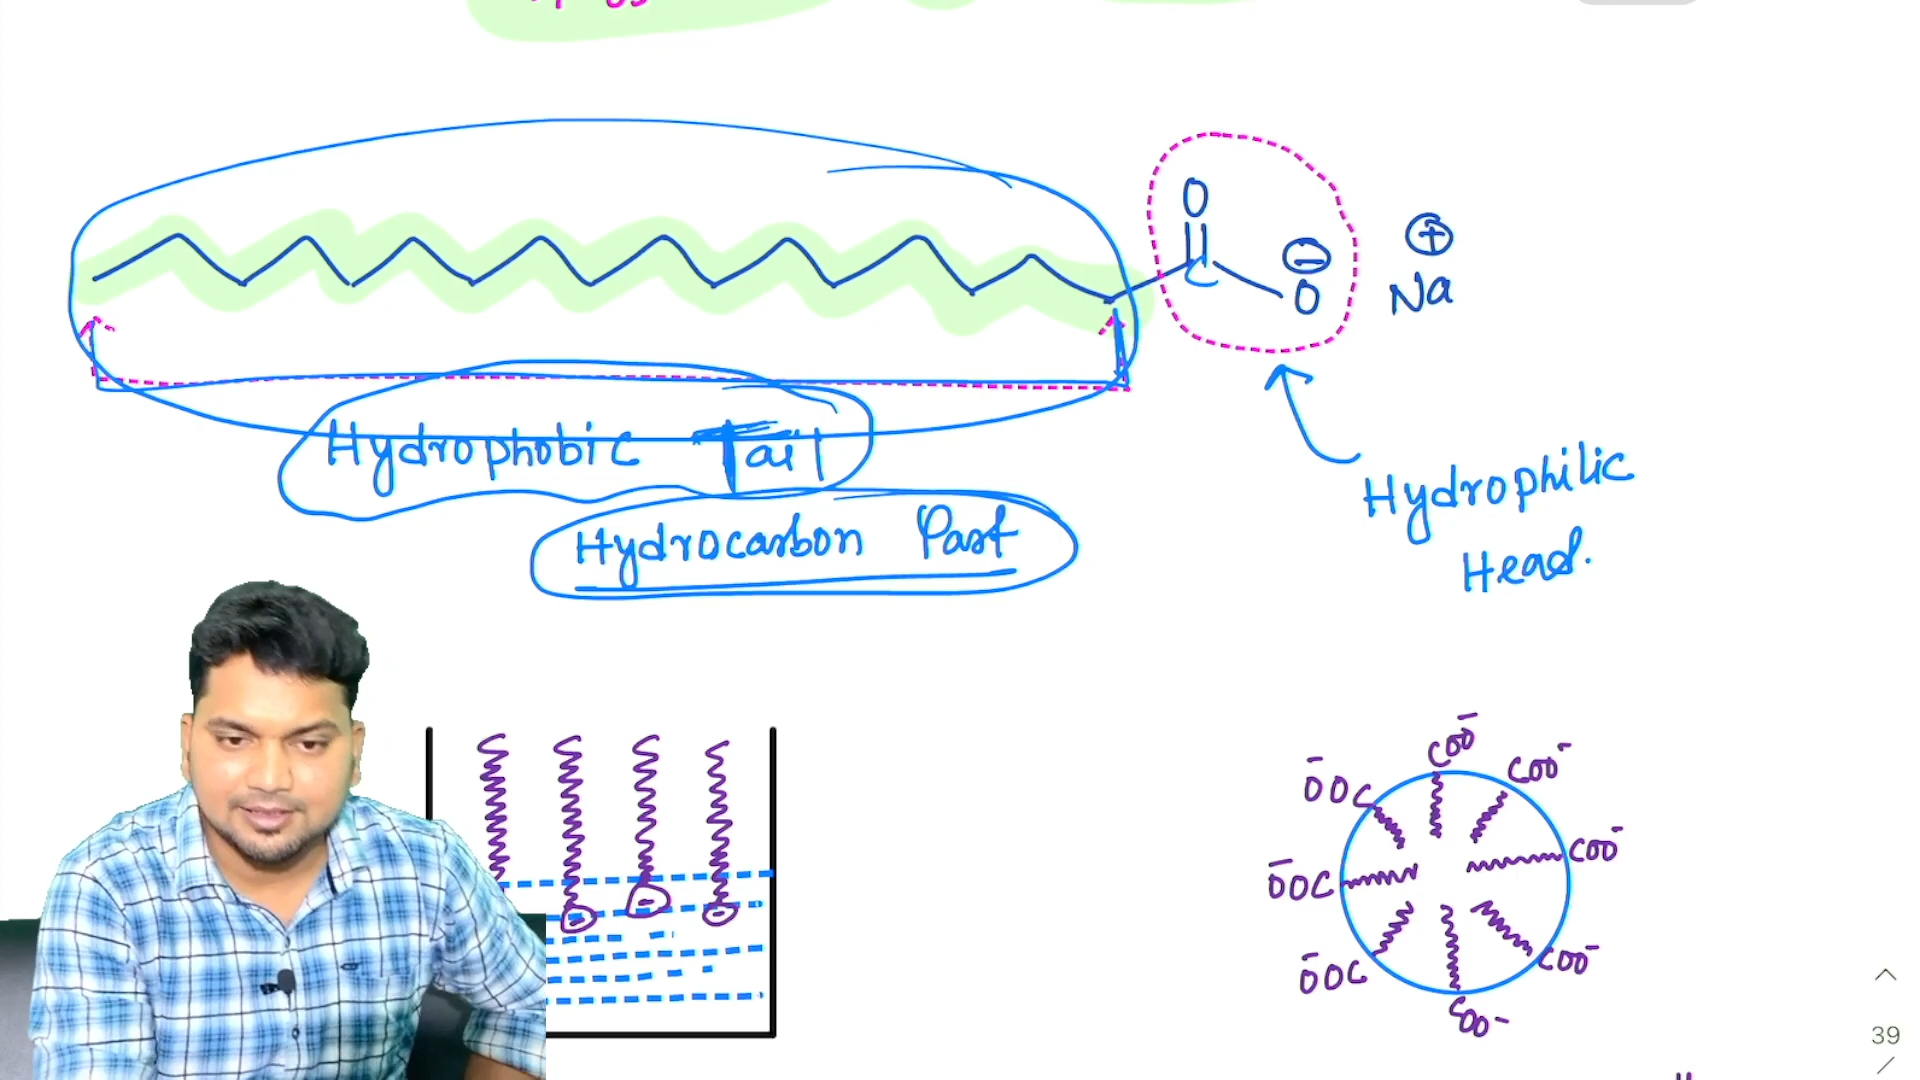 O
||
C
⊖
O
⊕
Na
Hydrophobic Tail
Hydrocarbon Part
Hydrophilic
Head.
COO⁻
COO⁻
⁻OOC
COO⁻
⁻OOC
COO⁻
⁻OOC
COO⁻
39